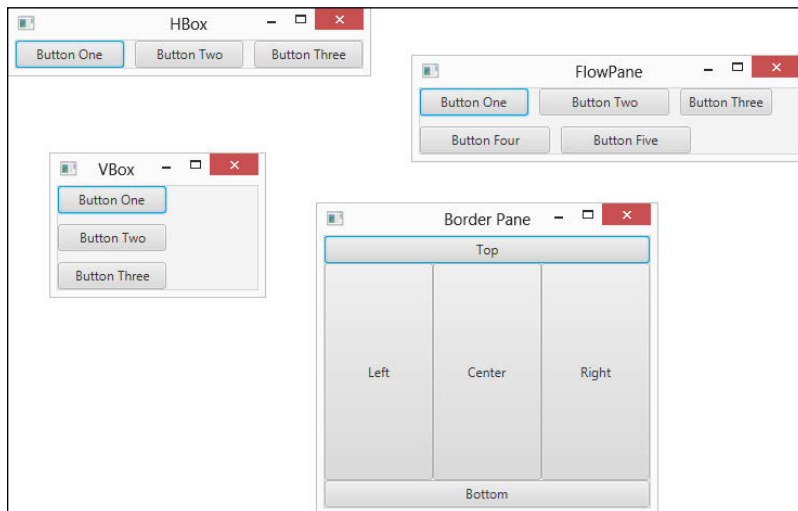 HBox
Button One Button Two Button Three
FlowPane
Button One Button Two Button Three
Button Four Button Five
VBox
Button One
Button Two
Button Three
Border Pane
Top
Left Center Right
Bottom